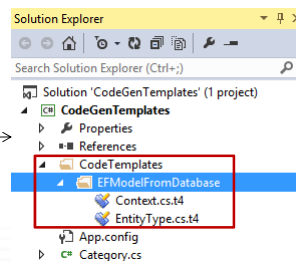 Solution Explorer
Search Solution Explorer (Ctrl+;)
Solution 'CodeGenTemplates' (1 project)
CodeGenTemplates
Properties
References
CodeTemplates
EFModelFromDatabase
Context.cs.t4
EntityType.cs.t4
App.config
C# Category.cs